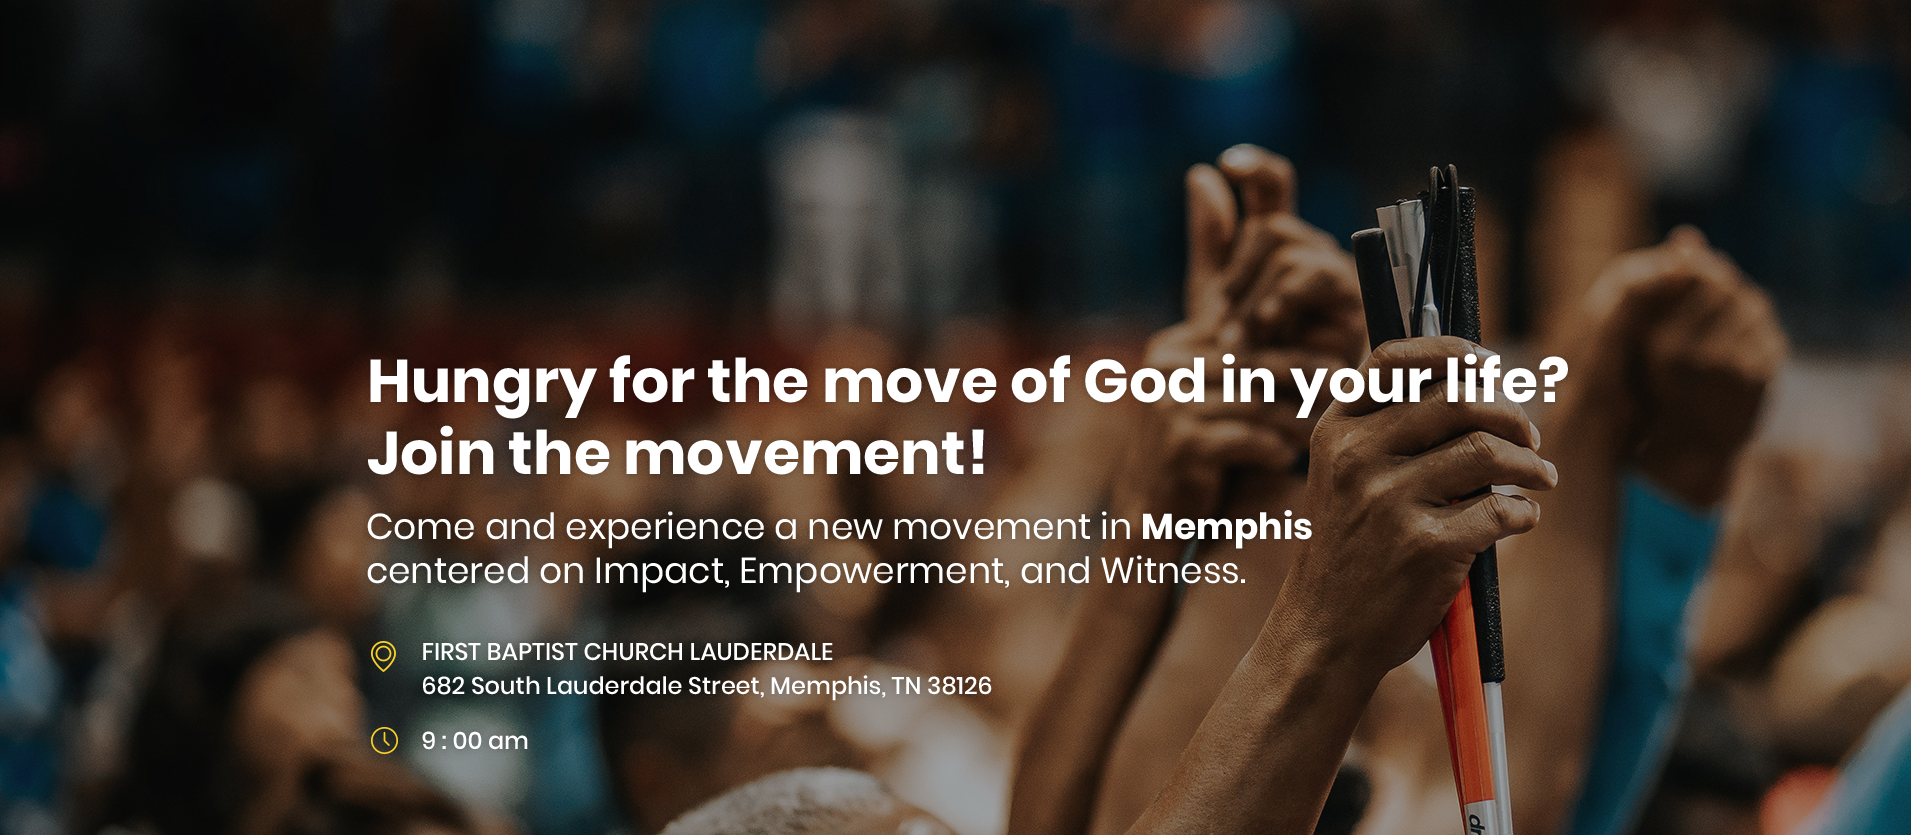 Hungry for the move of God in your life?
Join the movement!
Come and experience a new movement in Memphis
centered on Impact, Empowerment, and Witness.
FIRST BAPTIST CHURCH LAUDERDALE
682 South Lauderdale Street, Memphis, TN 38126
9 : 00 am